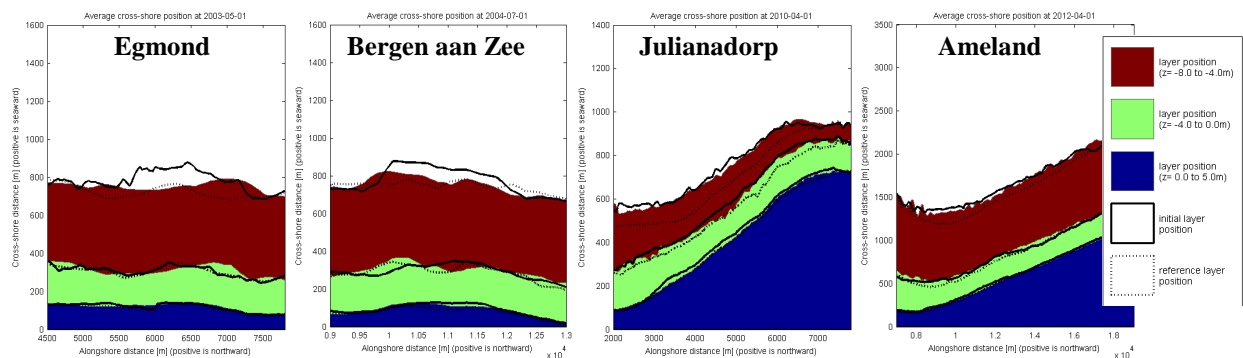 Average cross-shore position at 2003-05-01
Egmond
1600
1400
1200
1000
800
600
400
200
0
Cross-shore distance [m] (positive is seaward)
4500 5000 5500 6000 6500 7000 7500
Alongshore distance [m] (positive is northward)
Average cross-shore position at 2004-07-01
Bergen aan Zee
1600
1400
1200
1000
800
600
400
200
0
Cross-shore distance [m] (positive is seaward)
0.9 0.95 1 1.05 1.1 1.15 1.2 1.25 1.3
Alongshore distance [m] (positive is northward)
x 10^4
Average cross-shore position at 2010-04-01
Julianadorp
1400
1200
1000
800
600
400
200
0
Cross-shore distance [m] (positive is seaward)
2000 3000 4000 5000 6000 7000
Alongshore distance [m] (positive is northward)
Average cross-shore position at 2012-04-01
Ameland
3500
3000
2500
2000
1500
1000
500
0
Cross-shore distance [m] (positive is seaward)
0.8 1 1.2 1.4 1.6 1.8
Alongshore distance [m] (positive is northward)
x 10^4
layer position
(z= -8.0 to -4.0m)
layer position
(z= -4.0 to 0.0m)
layer position
(z= 0.0 to 5.0m)
initial layer
position
reference layer
position